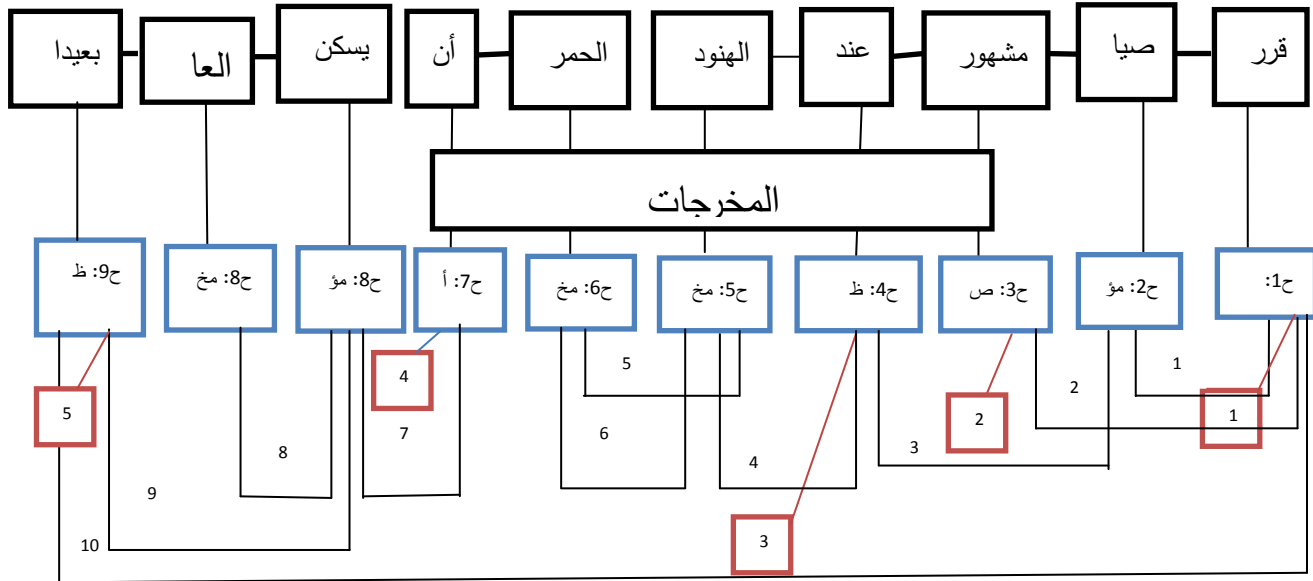 قرر صيا مشهور عند الهنود الحمر أن يسكن العا بعيدا
المخرجات
ح1: ح2: مؤ ح3: ص ح4: ظ ح5: مخ ح6: مخ ح7: أ ح8: مؤ ح8: مخ ح9: ظ
1 5 4
2 1
5 2
6 7 3 8
4
9
3 10